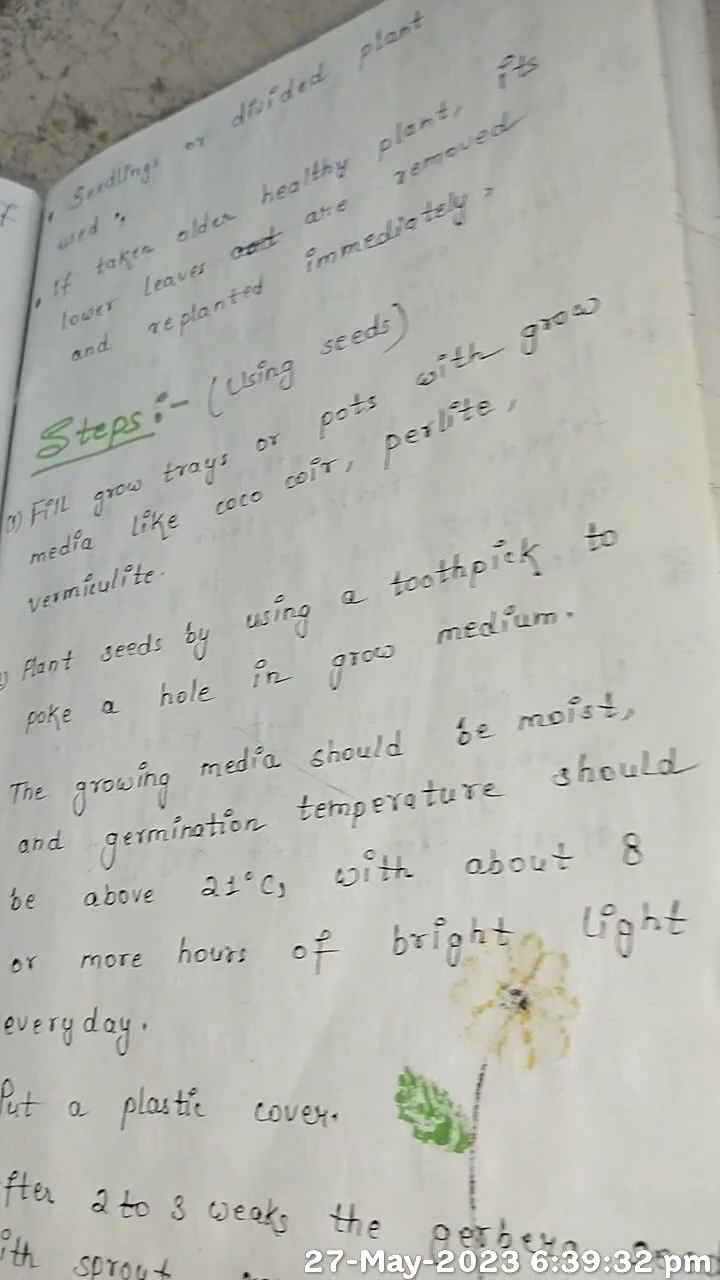 • Seedlings or divided plant
used.
• If taken older healthy plant, its
lower leaves are removed
and replanted immediately.
Steps:- (Using seeds)
Fill grow trays or pots with grow
media like coco coir, perlite,
vermiculite.
Plant seeds by using a toothpick to
poke a hole in grow medium.
The growing media should be moist,
and germination temperature should
be above 21°C, with about 8
or more hours of bright light
everyday.
Put a plastic cover.
fter 2 to 3 weaks the gerbera
ith sprout
27-May-2023 6:39:32 pm